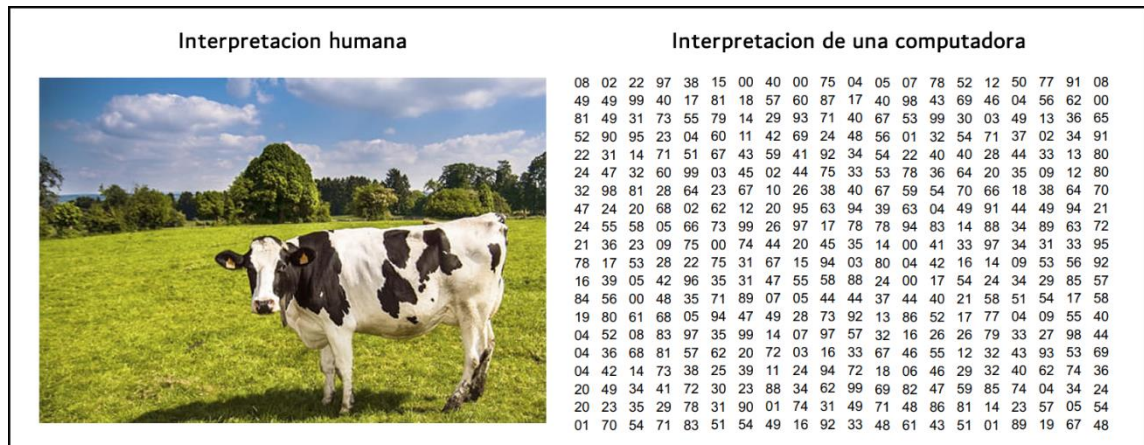 Interpretacion humana
Interpretacion de una computadora
08 02 22 97 38 15 00 40 00 75 04 05 07 78 52 12 50 77 91 08
49 49 99 40 17 81 18 57 60 87 17 40 98 43 69 46 04 56 62 00
81 49 31 73 55 79 14 29 93 71 40 67 53 99 30 03 49 13 36 65
52 90 95 23 04 60 11 42 69 24 48 56 01 32 54 71 37 02 34 91
22 31 14 71 51 67 43 59 41 92 34 54 22 40 40 28 44 33 13 80
24 47 32 60 99 03 45 02 44 75 33 53 78 36 64 20 35 09 12 80
32 98 81 28 64 23 67 10 26 38 40 67 59 54 70 66 18 38 64 70
47 24 20 68 02 62 12 20 95 63 94 39 63 04 49 91 44 49 94 21
24 55 58 05 66 73 99 26 97 17 78 78 94 83 14 88 34 89 63 72
21 36 23 09 75 00 74 44 20 45 35 14 00 41 33 97 34 31 33 95
78 17 53 28 22 75 31 67 15 94 03 80 04 42 16 14 09 53 56 92
16 39 05 42 96 35 31 47 55 58 88 24 00 17 54 24 34 29 85 57
84 56 00 48 35 71 89 07 05 44 44 37 44 40 21 58 51 54 17 58
19 80 61 68 05 94 47 49 28 73 92 13 86 52 17 77 04 09 55 40
04 52 08 83 97 35 99 14 07 97 57 32 16 26 26 79 33 27 98 44
04 36 68 81 57 62 20 72 03 16 33 67 46 55 12 32 43 93 53 69
04 42 14 73 38 25 39 11 24 94 72 18 06 46 29 32 40 62 74 36
20 49 34 41 72 30 23 88 34 62 99 69 82 47 59 85 74 04 34 24
20 23 35 29 78 31 90 01 74 31 49 71 48 86 81 14 23 57 05 54
01 70 54 71 83 51 54 49 16 92 33 48 61 43 51 01 89 19 67 48